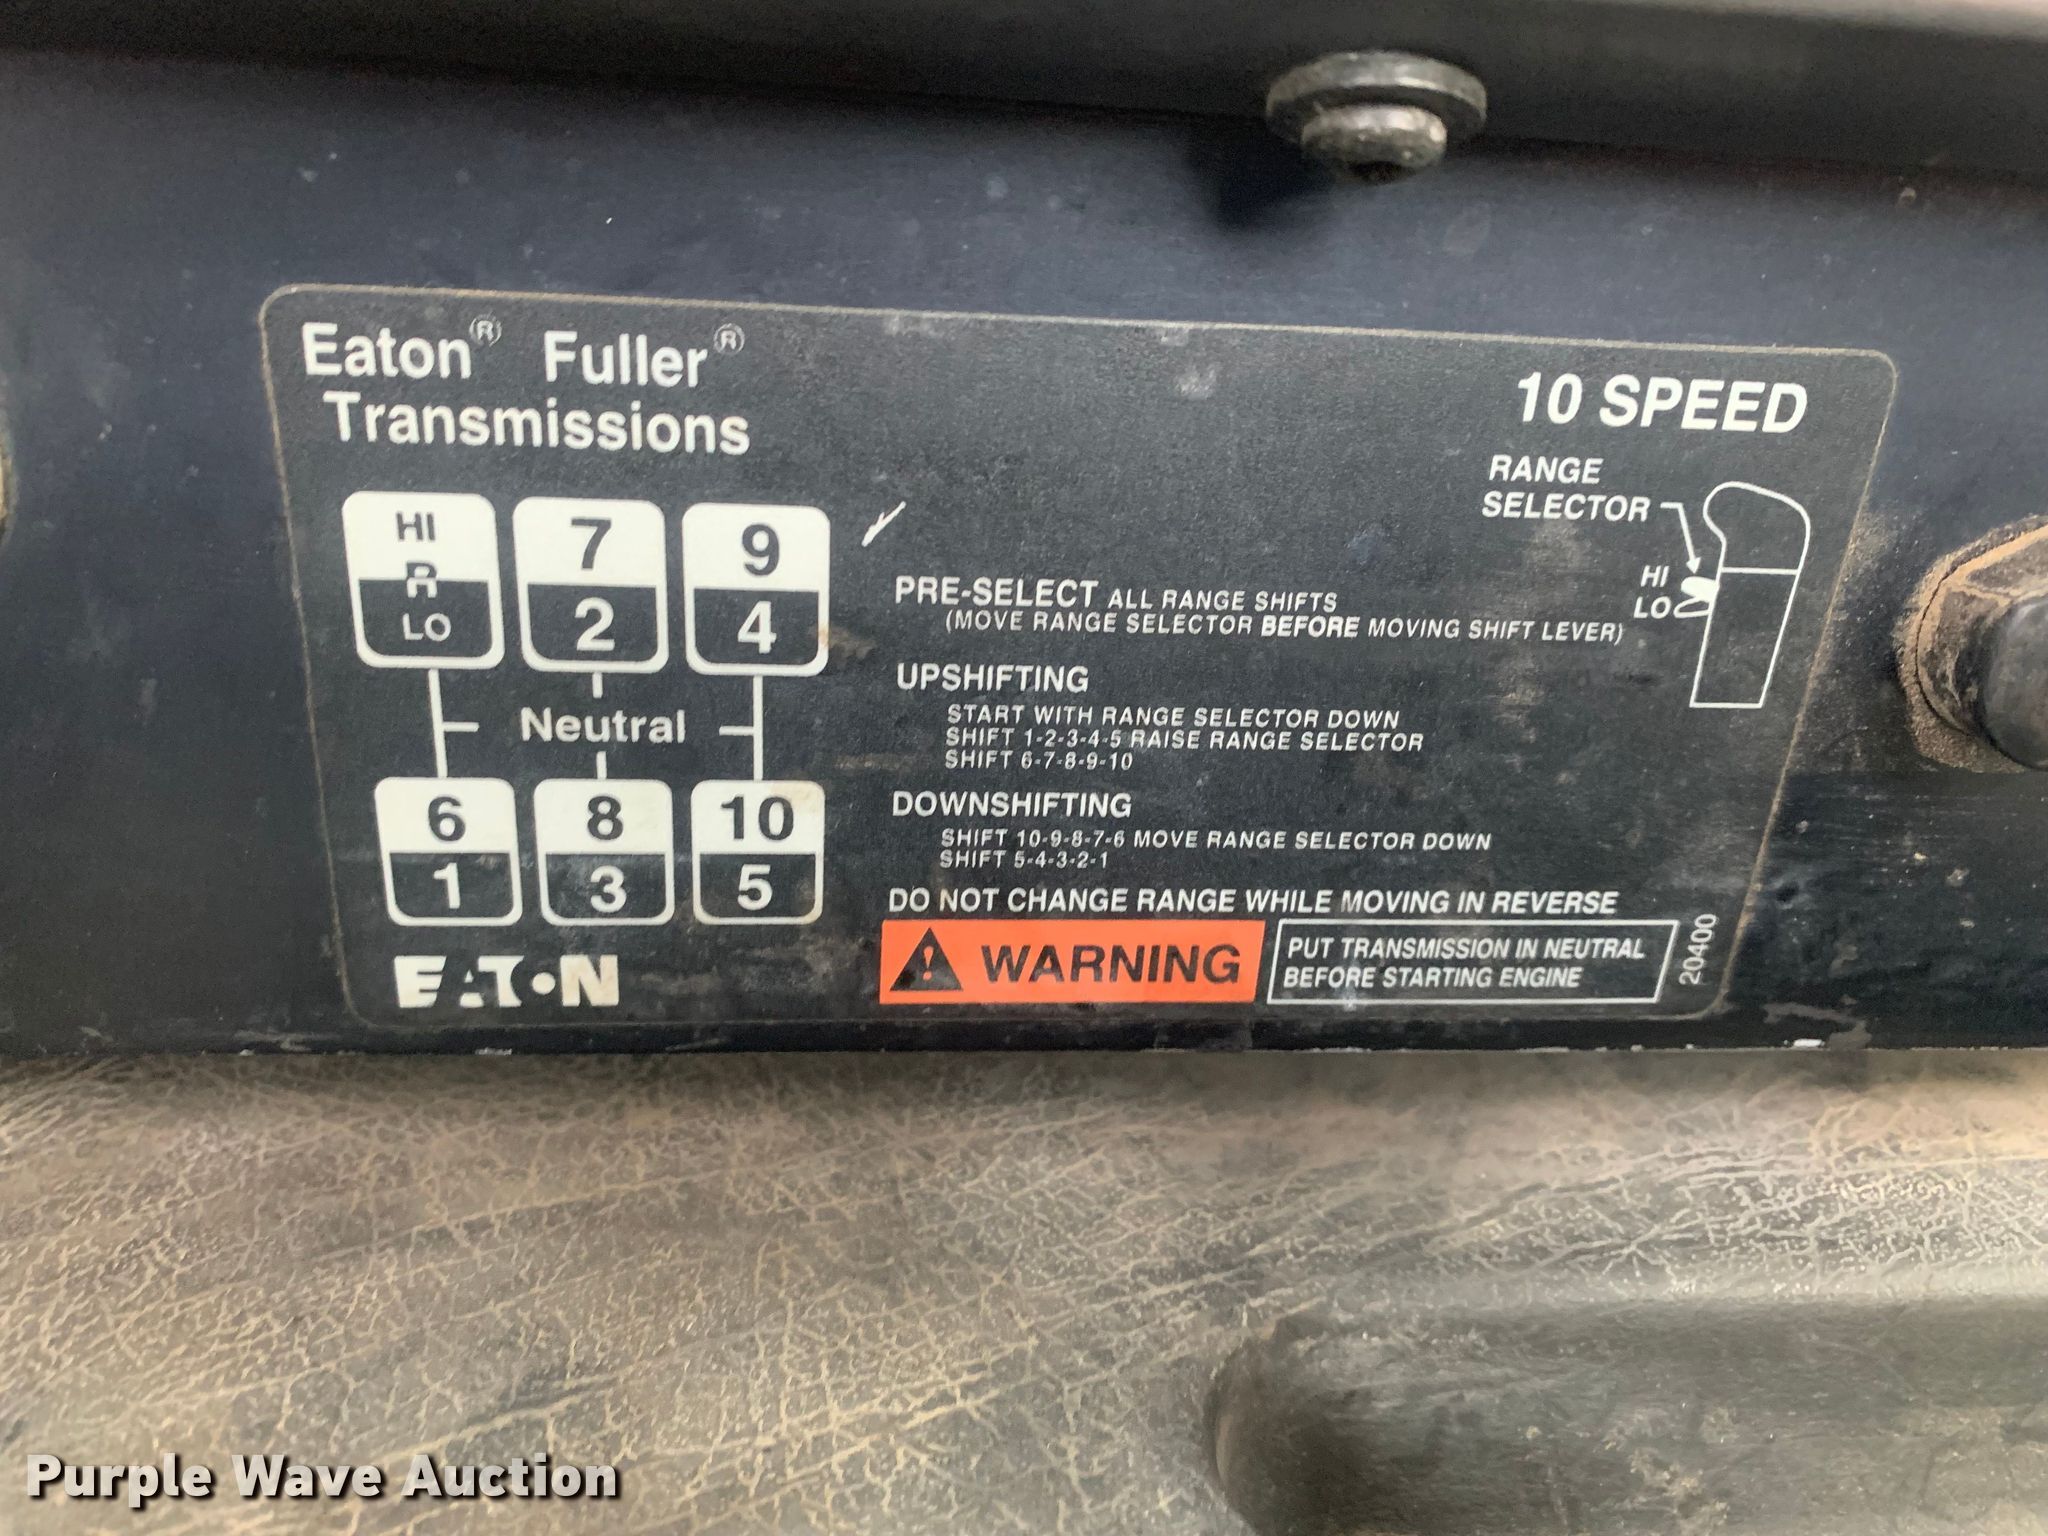 Eaton® Fuller®
Transmissions
10 SPEED
RANGE
SELECTOR
HI
LO
HI
R
LO
7
2
9
4
Neutral
6
1
8
3
10
5
EATON
PRE-SELECT ALL RANGE SHIFTS
(MOVE RANGE SELECTOR BEFORE MOVING SHIFT LEVER)
UPSHIFTING
START WITH RANGE SELECTOR DOWN
SHIFT 1-2-3-4-5 RAISE RANGE SELECTOR
SHIFT 6-7-8-9-10
DOWNSHIFTING
SHIFT 10-9-8-7-6 MOVE RANGE SELECTOR DOWN
SHIFT 5-4-3-2-1
DO NOT CHANGE RANGE WHILE MOVING IN REVERSE
WARNING
PUT TRANSMISSION IN NEUTRAL
BEFORE STARTING ENGINE
20400
Purple Wave Auction